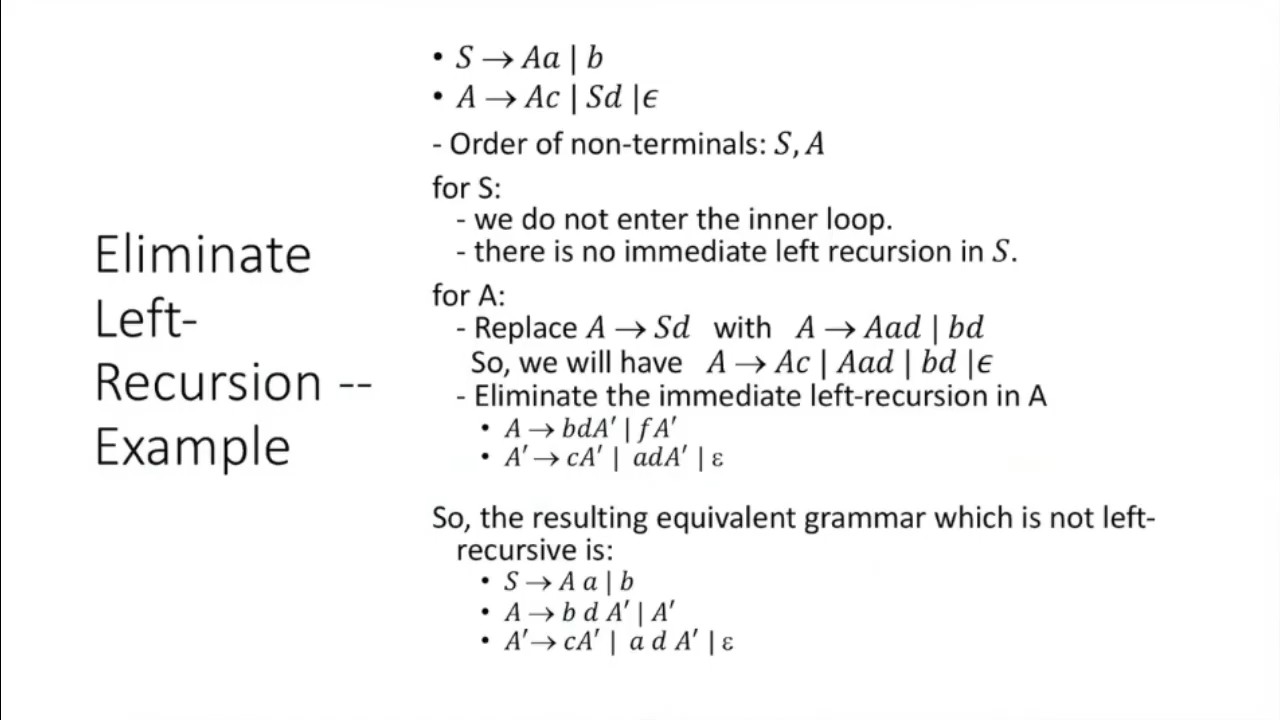 Eliminate
Left-
Recursion --
Example
• S → Aa | b
• A → Ac | Sd |ϵ
- Order of non-terminals: S, A
for S:
- we do not enter the inner loop.
- there is no immediate left recursion in S.
for A:
- Replace A → Sd with A → Aad | bd
So, we will have A → Ac | Aad | bd |ϵ
- Eliminate the immediate left-recursion in A
• A → bdA′ | fA′
• A′ → cA′ | adA′ | ε
So, the resulting equivalent grammar which is not left-
recursive is:
• S → A a | b
• A → b d A′ | A′
• A′→ cA′ | a d A′ | ε